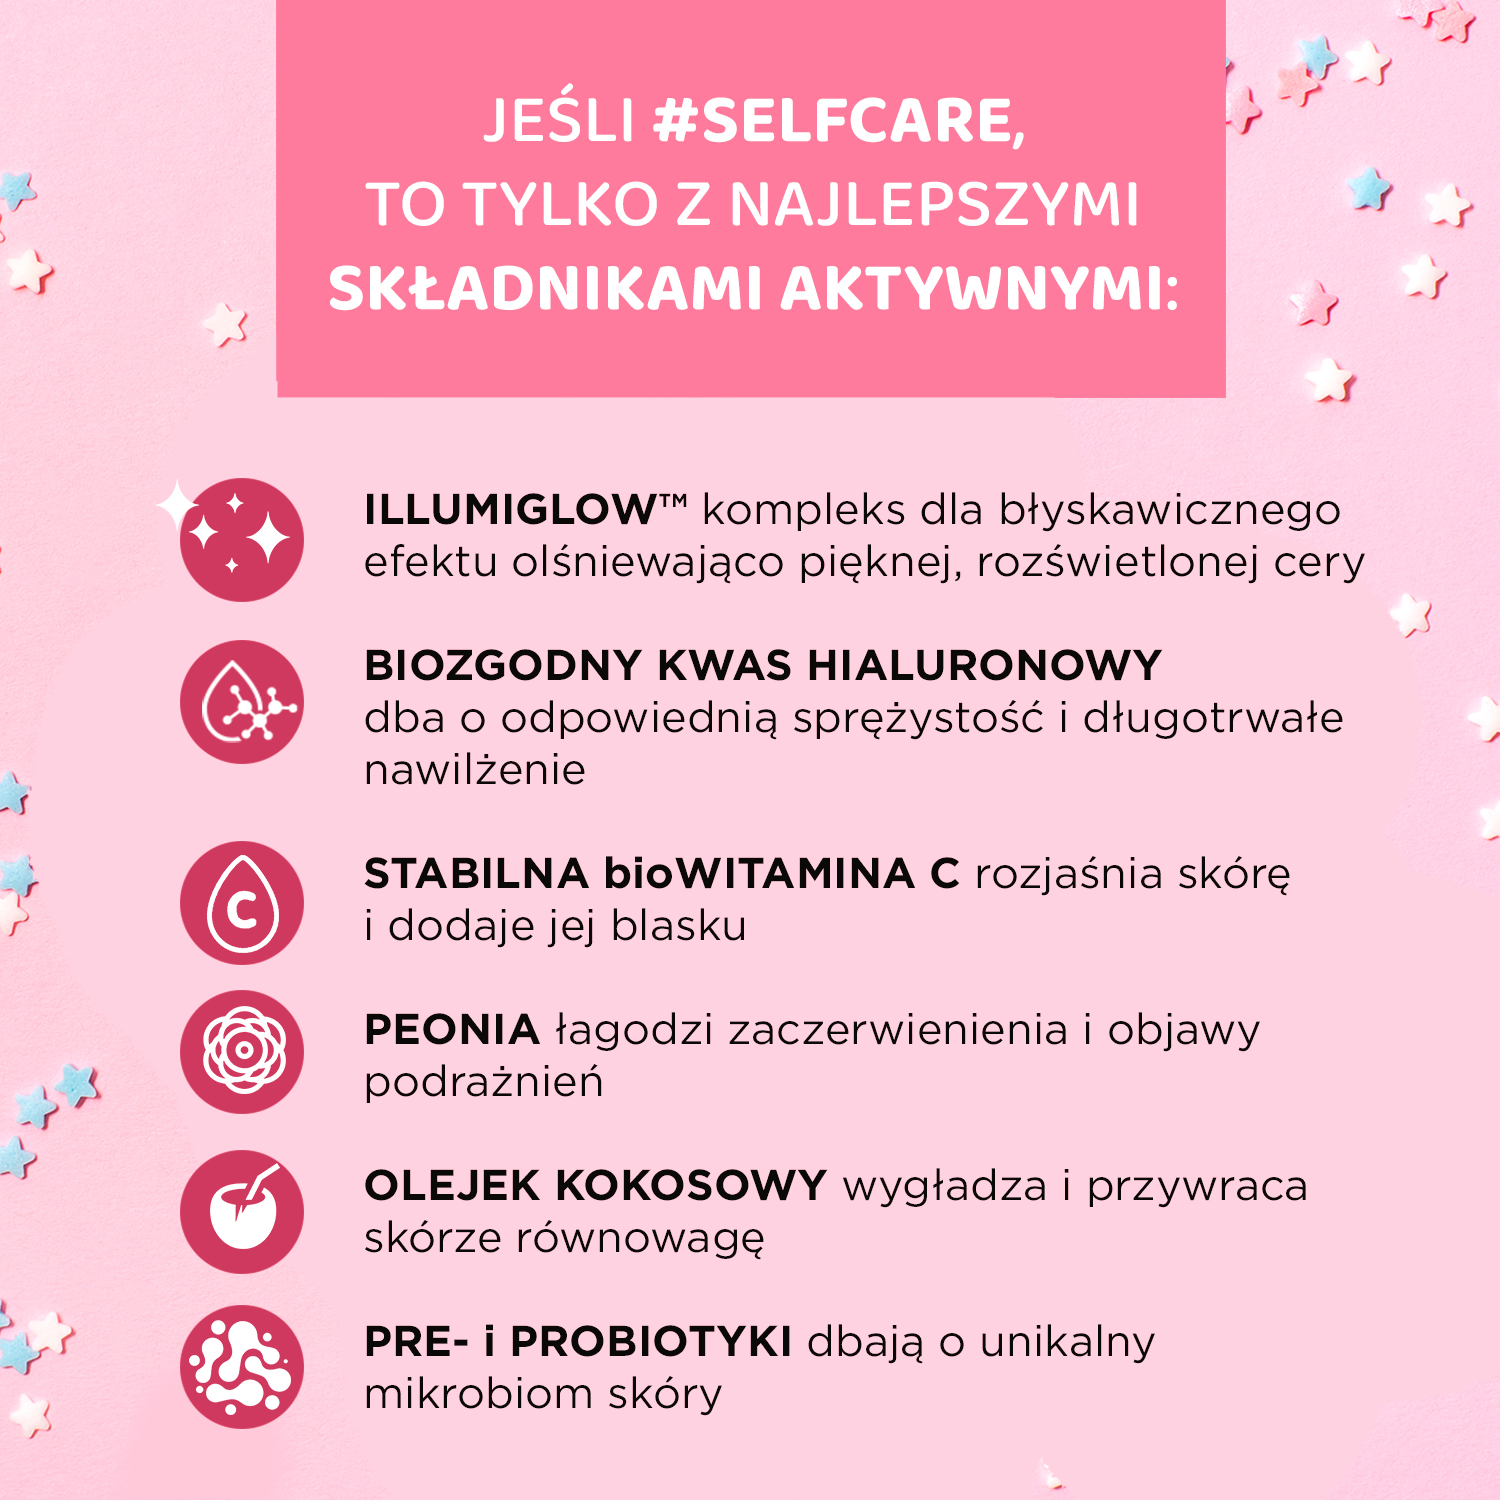 JEŚLI #SELFCARE,
TO TYLKO Z NAJLEPSZYMI
SKŁADNIKAMI AKTYWNYMI:
ILLUMIGLOW™ kompleks dla błyskawicznego
efektu olśniewająco pięknej, rozświetlonej cery
BIOZGODNY KWAS HIALURONOWY
dba o odpowiednią sprężystość i długotrwałe
nawilżenie
C
STABILNA bioWITAMINA C rozjaśnia skórę
i dodaje jej blasku
PEONIA łagodzi zaczerwienienia i objawy
podrażnień
OLEJEK KOKOSOWY wygładza i przywraca
skórze równowagę
PRE- i PROBIOTYKI dbają o unikalny
mikrobiom skóry